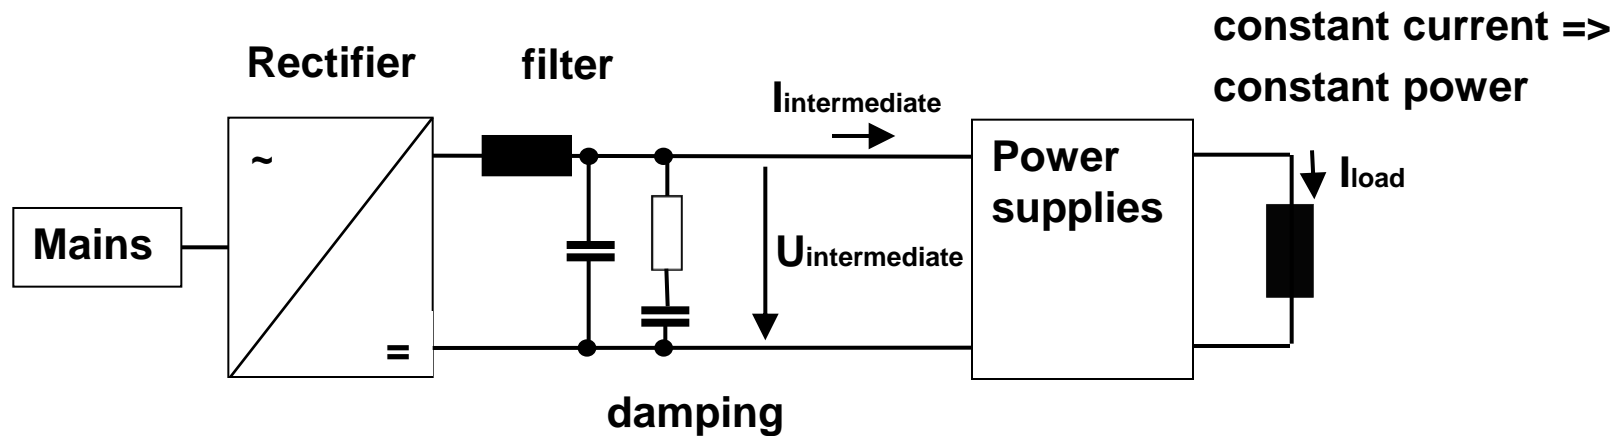 constant current =>
constant power
Rectifier
filter
Iintermediate
~
Power
supplies
Iload
Mains
Uintermediate
=
damping